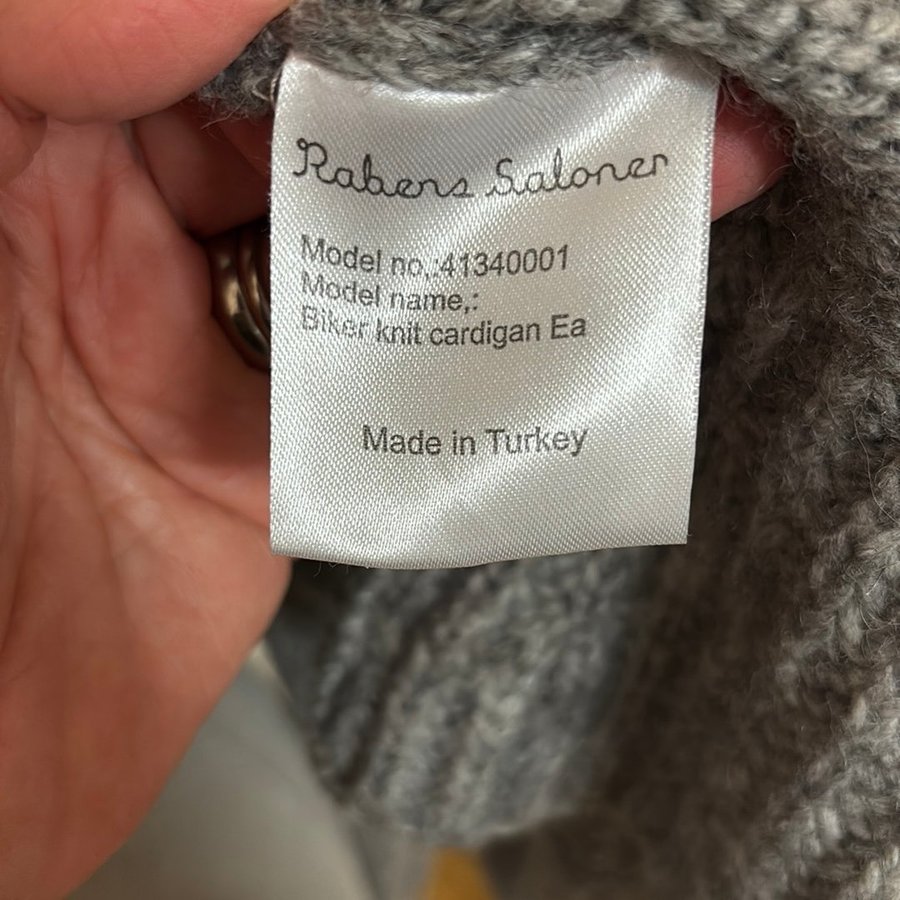 Rabens Saloner
Model no,:41340001
Model name,:
Biker knit cardigan Ea
Made in Turkey